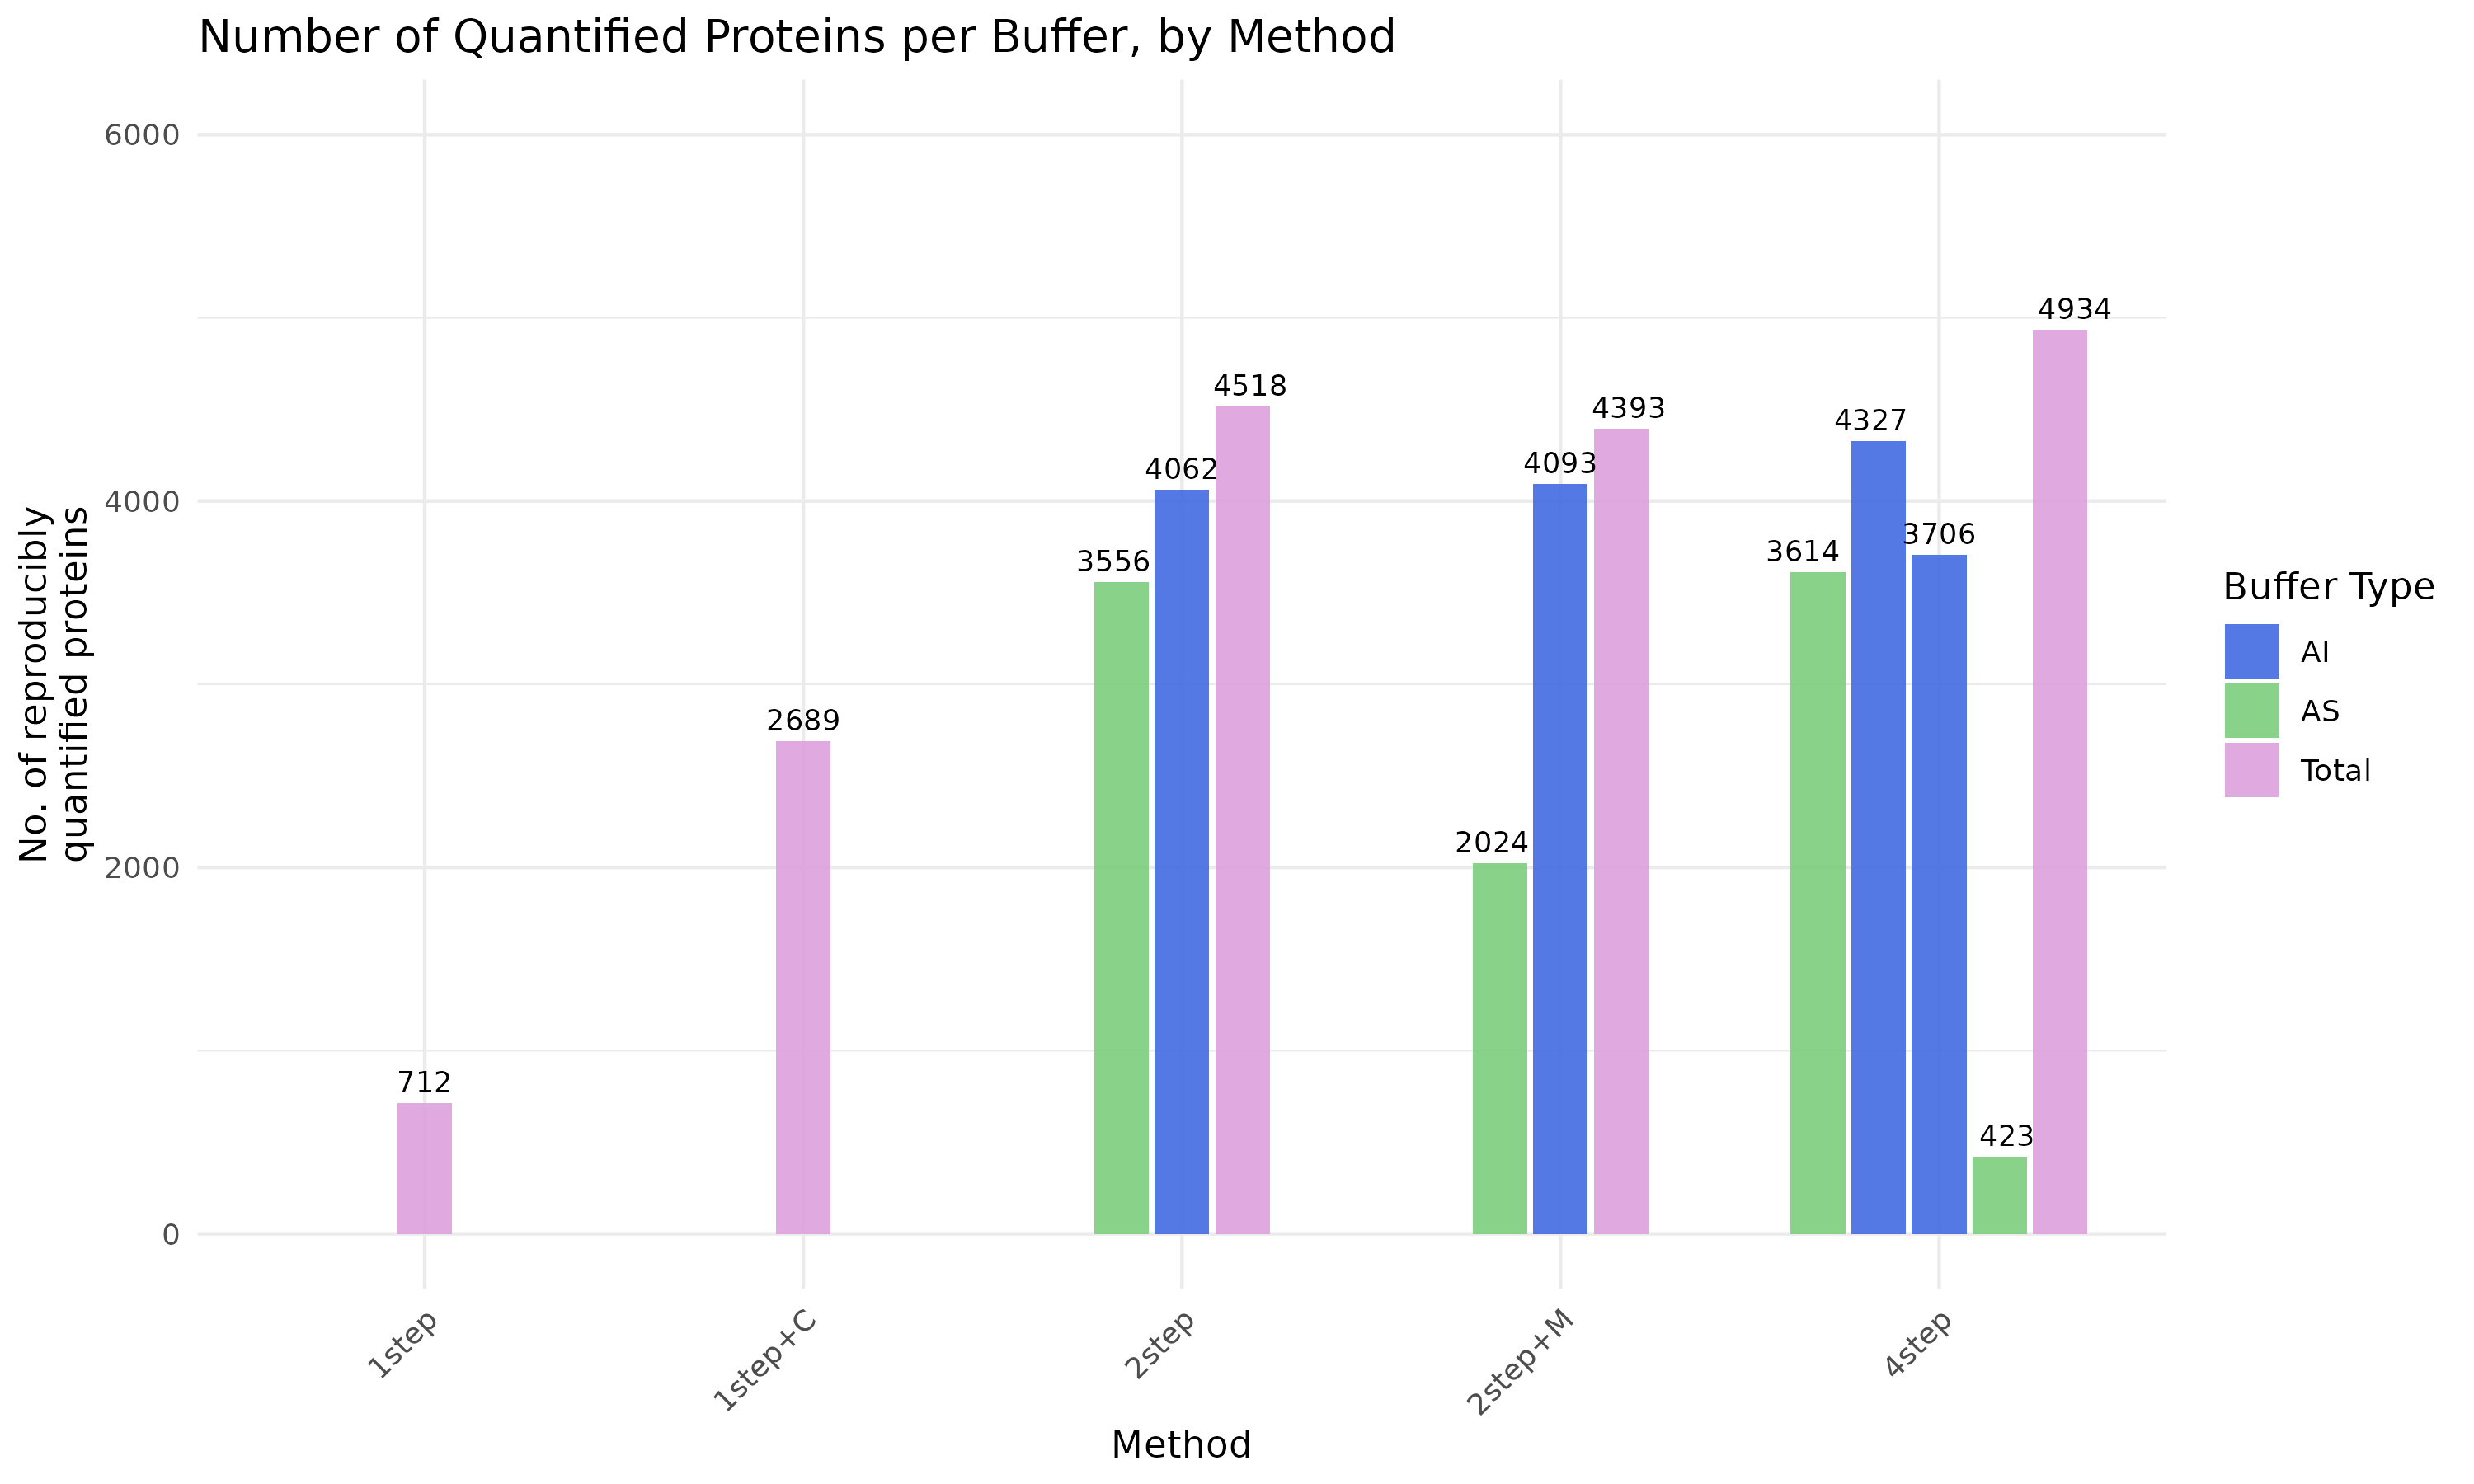 Number of Quantified Proteins per Buffer, by Method
No. of reproducibly
quantified proteins
6000
4000
2000
0
712
2689
3556
4062
4518
2024
4093
4393
3614
4327
3706
423
4934
1step
1step+C
2step
2step+M
4step
Method
Buffer Type
AI
AS
Total